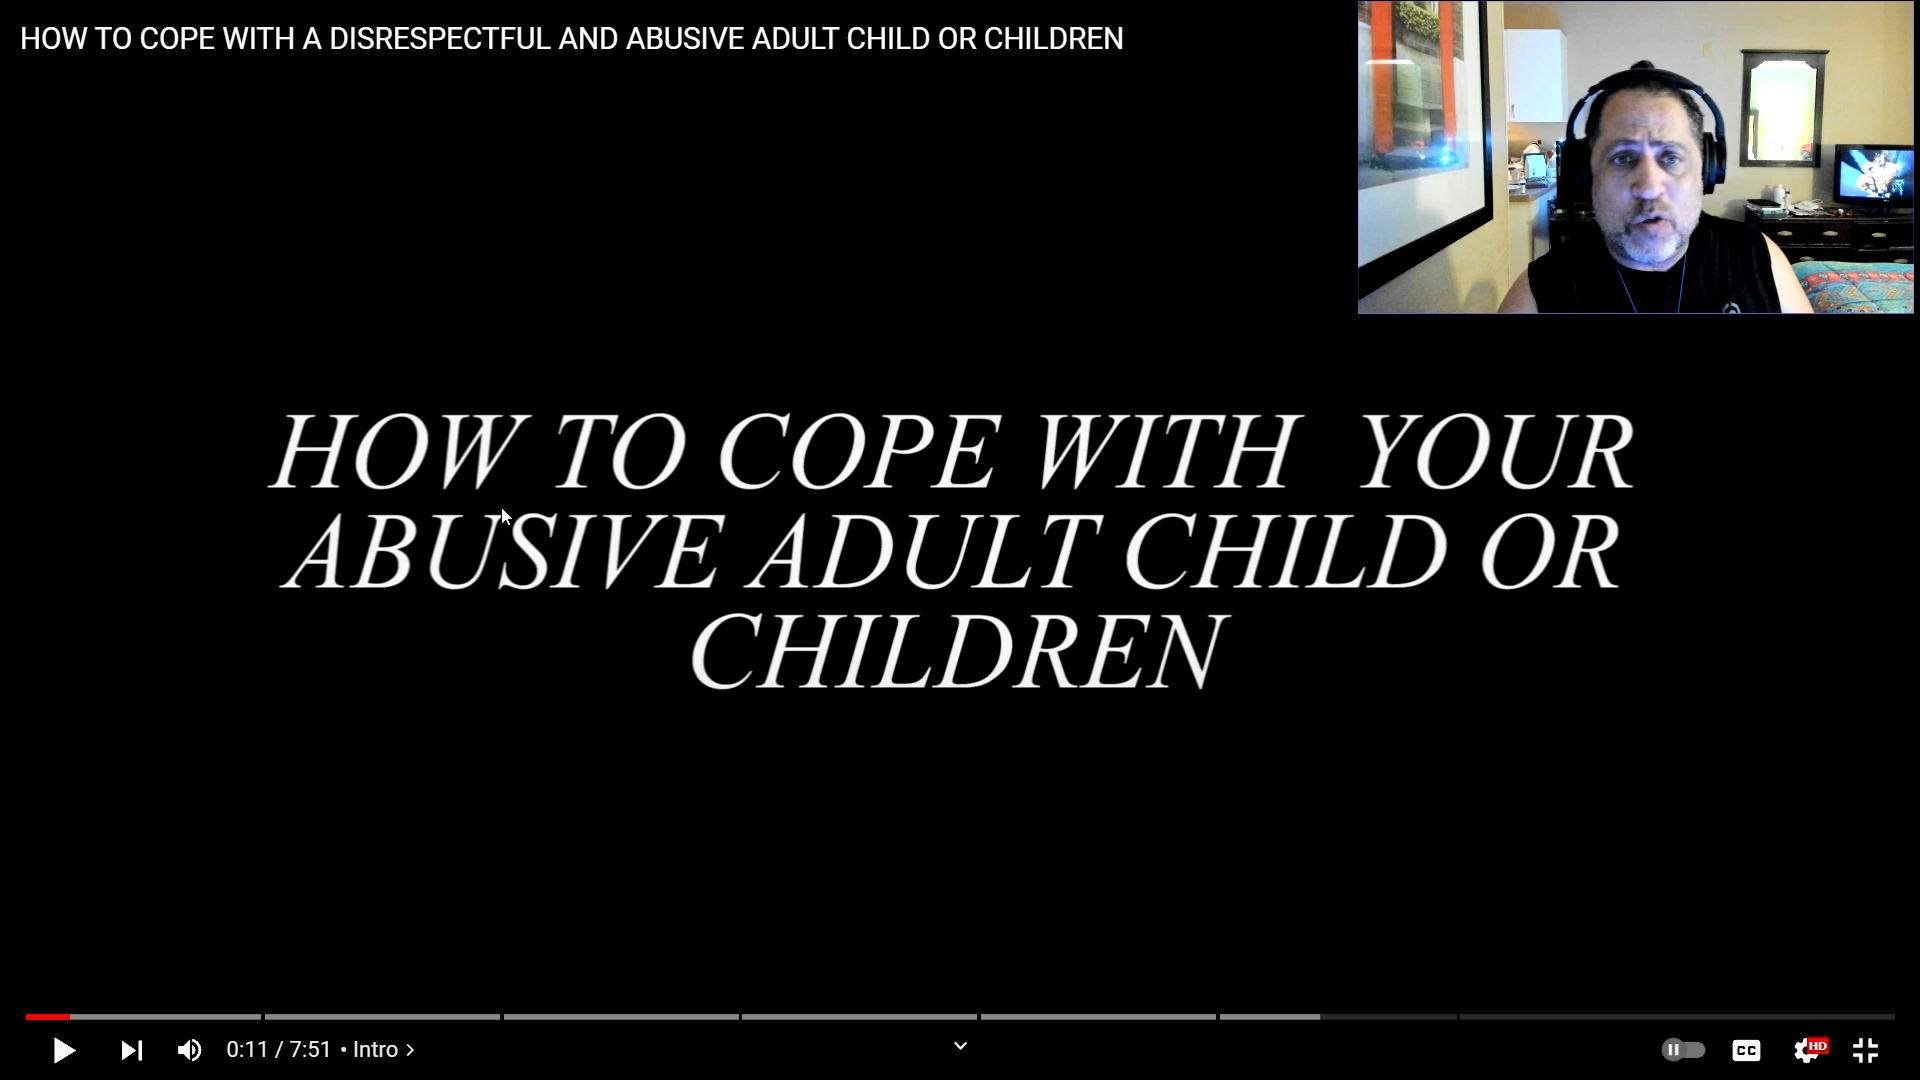 HOW TO COPE WITH A DISRESPECTFUL AND ABUSIVE ADULT CHILD OR CHILDREN
HOW TO COPE WITH YOUR
ABUSIVE ADULT CHILD OR
CHILDREN
0:11 / 7:51 • Intro
CC
HD